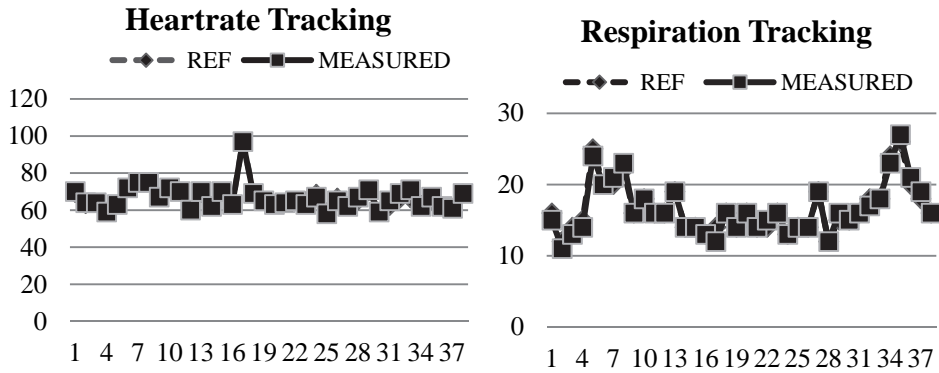 Heartrate Tracking
REF MEASURED
120
100
80
60
40
20
0
1 4 7 10 13 16 19 22 25 28 31 34 37
Respiration Tracking
REF MEASURED
30
20
10
0
1 4 7 10 13 16 19 22 25 28 31 34 37